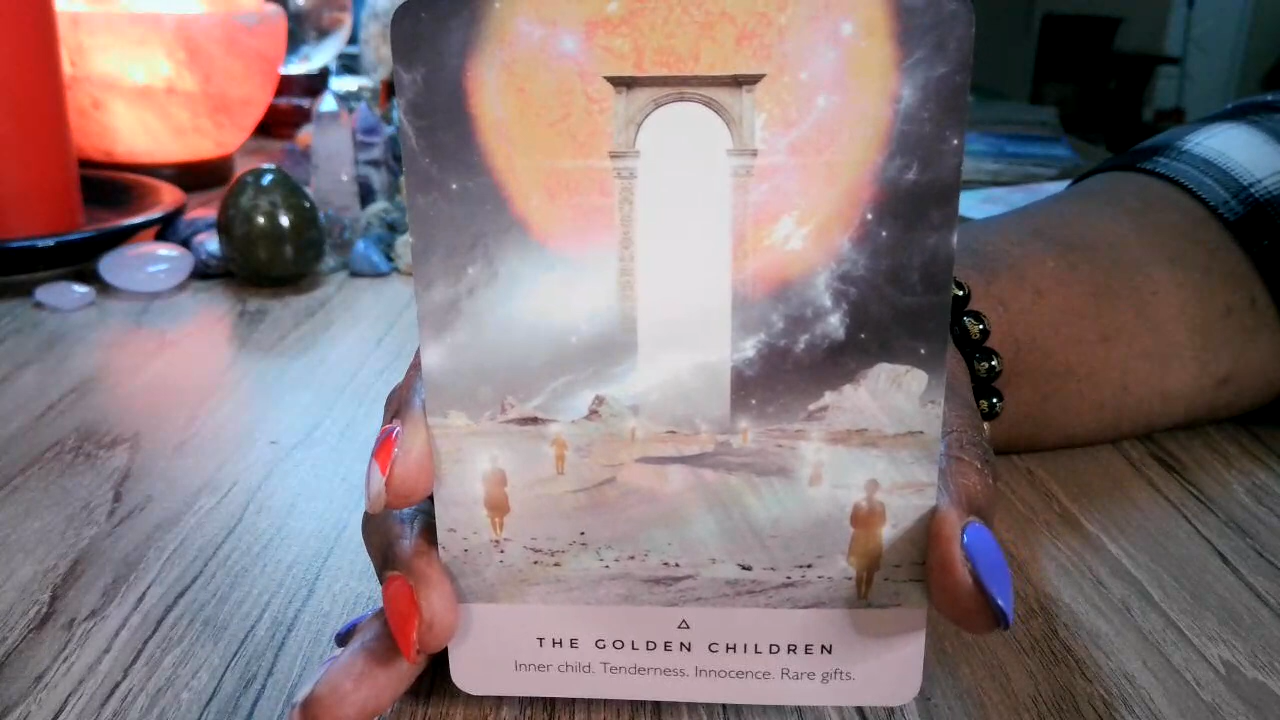 THE GOLDEN CHILDREN
Inner child. Tenderness. Innocence. Rare gifts.